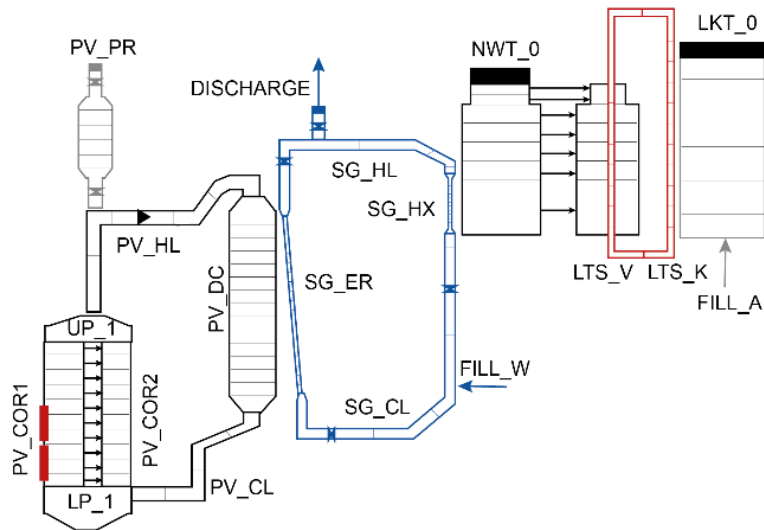 PV_PR
NWT_0
LKT_0
DISCHARGE
SG_HL
SG_HX
PV_HL
PV_DC
SG_ER
LTS_V
LTS_K
FILL_A
UP_1
PV_COR1
PV_COR2
FILL_W
SG_CL
LP_1
PV_CL